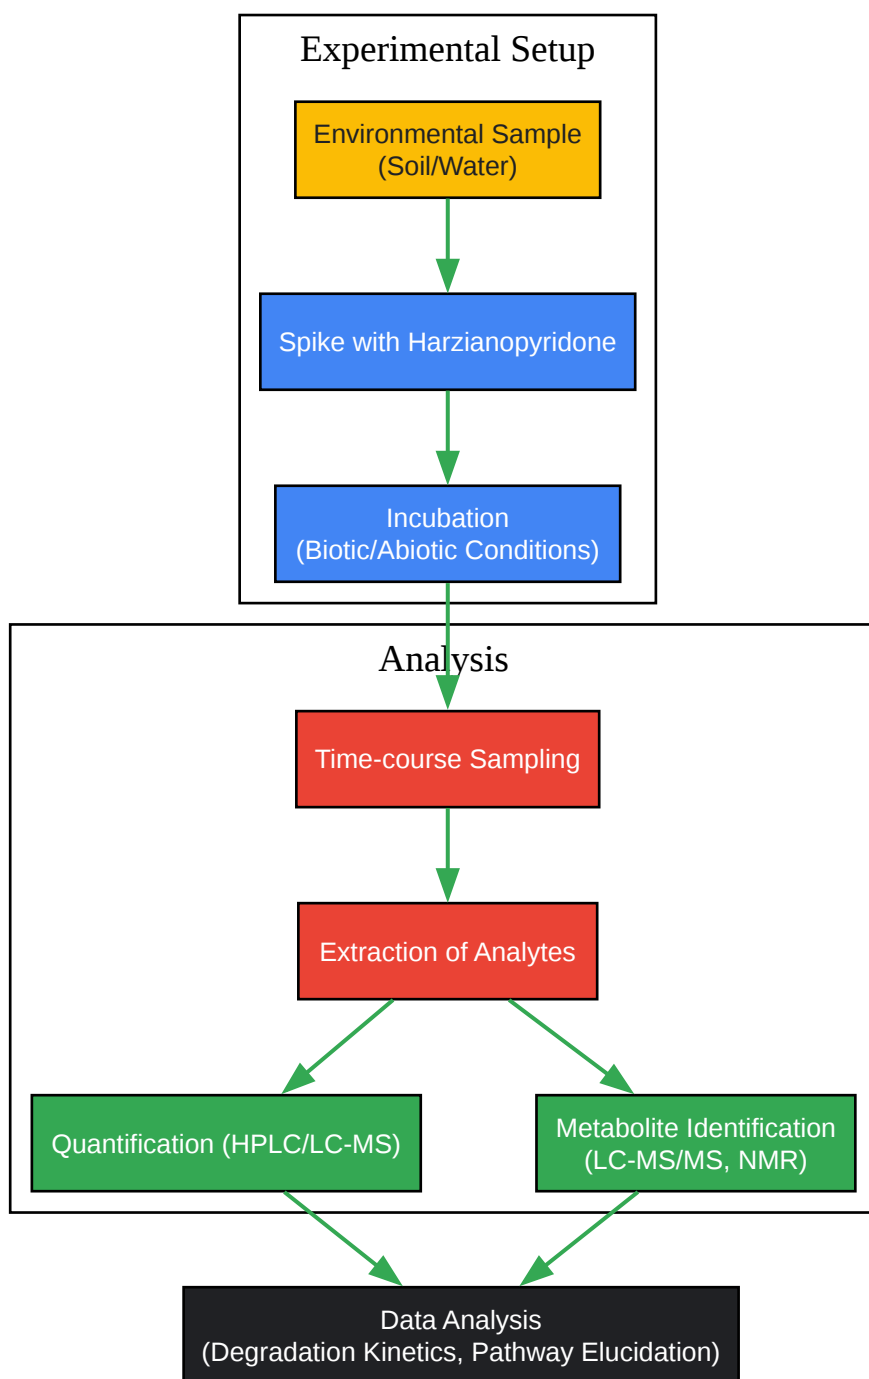 Experimental Setup
Environmental Sample
(Soil/Water)
Spike with Harzianopyridone
Incubation
(Biotic/Abiotic Conditions)
Analysis
Time-course Sampling
Extraction of Analytes
Quantification (HPLC/LC-MS)
Metabolite Identification
(LC-MS/MS, NMR)
Data Analysis
(Degradation Kinetics, Pathway Elucidation)